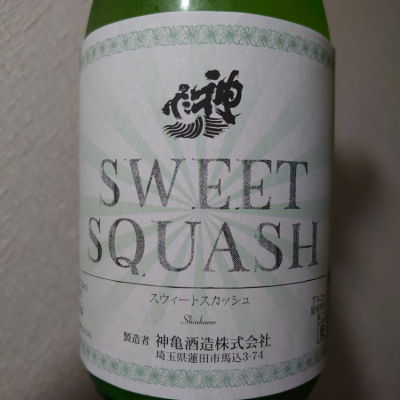 神亀
SWEET
SQUASH
スウィートスカッシュ
Shinkame
製造者 神亀酒造株式会社
埼玉県蓮田市馬込3-74